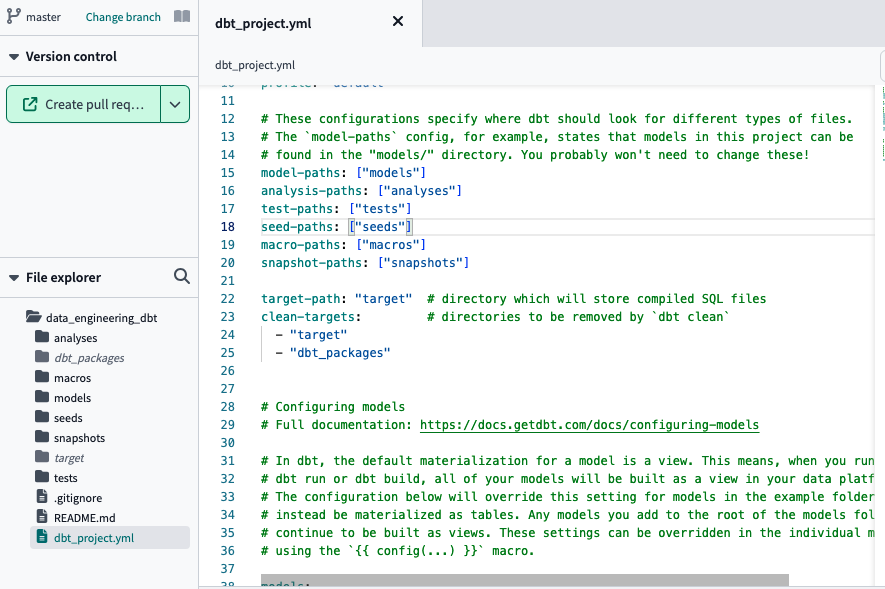 master
Change branch
Version control
Create pull req...
File explorer
data_engineering_dbt
analyses
dbt_packages
macros
models
seeds
snapshots
target
tests
.gitignore
README.md
dbt_project.yml
dbt_project.yml
dbt_project.yml
10 profile: 'default'
11
12 # These configurations specify where dbt should look for different types of files.
13 # The `model-paths` config, for example, states that models in this project can be
14 # found in the "models/" directory. You probably won't need to change these!
15 model-paths: ["models"]
16 analysis-paths: ["analyses"]
17 test-paths: ["tests"]
18 seed-paths: ["seeds"]
19 macro-paths: ["macros"]
20 snapshot-paths: ["snapshots"]
21
22 target-path: "target"  # directory which will store compiled SQL files
23 clean-targets:         # directories to be removed by `dbt clean`
24   - "target"
25   - "dbt_packages"
26
27
28 # Configuring models
29 # Full documentation: https://docs.getdbt.com/docs/configuring-models
30
31 # In dbt, the default materialization for a model is a view. This means, when you run
32 # dbt run or dbt build, all of your models will be built as a view in your data platf
33 # The configuration below will override this setting for models in the example folder
34 # instead be materialized as tables. Any models you add to the root of the models fol
35 # continue to be built as views. These settings can be overridden in the individual m
36 # using the `{{ config(...) }}` macro.
37
38 models: